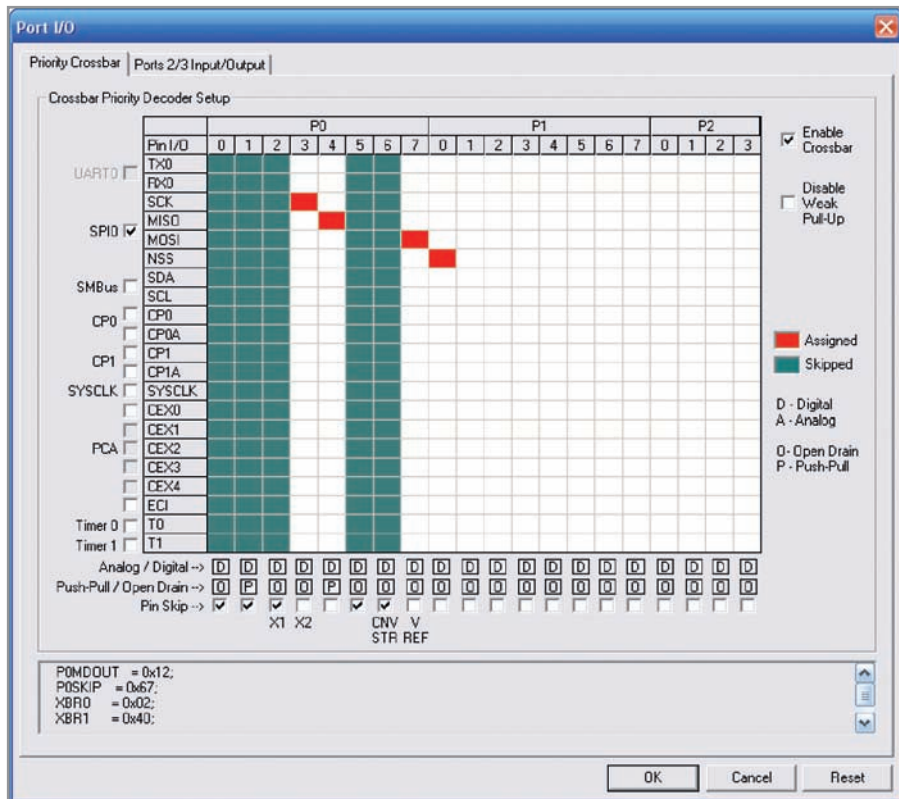 Port I/O
Priority Crossbar Ports 2/3 Input/Output
Crossbar Priority Decoder Setup
P0 P1 P2
Pin I/O 0 1 2 3 4 5 6 7 0 1 2 3 4 5 6 7 0 1 2 3
Enable Crossbar
Disable Weak Pull-Up
UART0
TX0
RX0
SPI0
SCK
MISO
MOSI
NSS
SMBus
SDA
SCL
CP0
CP0
CP0A
CP1
CP1
CP1A
SYSCLK SYSCLK
PCA
CEX0
CEX1
CEX2
CEX3
CEX4
ECI
Timer 0 T0
Timer 1 T1
Assigned
Skipped
D - Digital
A - Analog
O- Open Drain
P - Push-Pull
Analog / Digital --> D D D D D D D D D D D D D D D D D D D D
Push-Pull / Open Drain --> O P O O P O O O O O O O O O O O O O O O
Pin Skip -->
X1 X2 CNV V
STR REF
P0MDOUT = 0x12;
P0SKIP = 0x67;
XBR0 = 0x02;
XBR1 = 0x40;
OK Cancel Reset